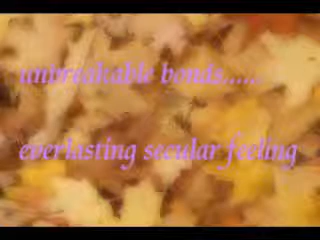 unbreakable bonds......
everlasting secular feeling